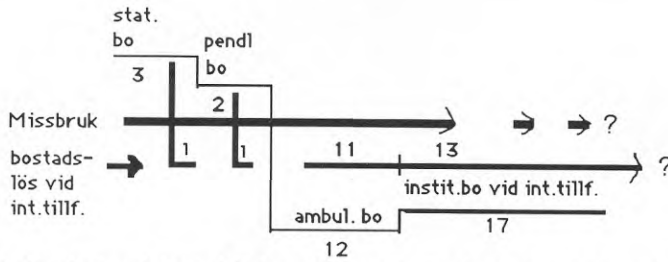 stat.
bo
pendl
bo
3
2
Missbruk
?
1
1
11
13
bostads-
lös vid
int.tillf.
?
instit.bo vid int.tillf.
ambul. bo
17
12